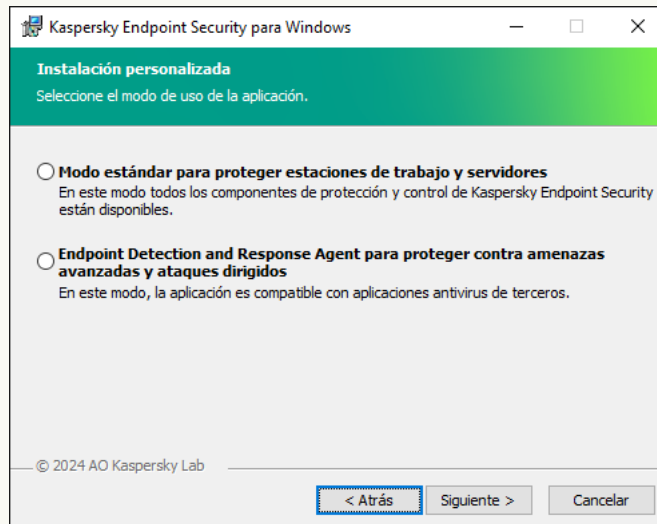 Kaspersky Endpoint Security para Windows
Instalación personalizada
Seleccione el modo de uso de la aplicación.
Modo estándar para proteger estaciones de trabajo y servidores
En este modo todos los componentes de protección y control de Kaspersky Endpoint Security
están disponibles.
Endpoint Detection and Response Agent para proteger contra amenazas
avanzadas y ataques dirigidos
En este modo, la aplicación es compatible con aplicaciones antivirus de terceros.
© 2024 AO Kaspersky Lab
< Atrás Siguiente > Cancelar